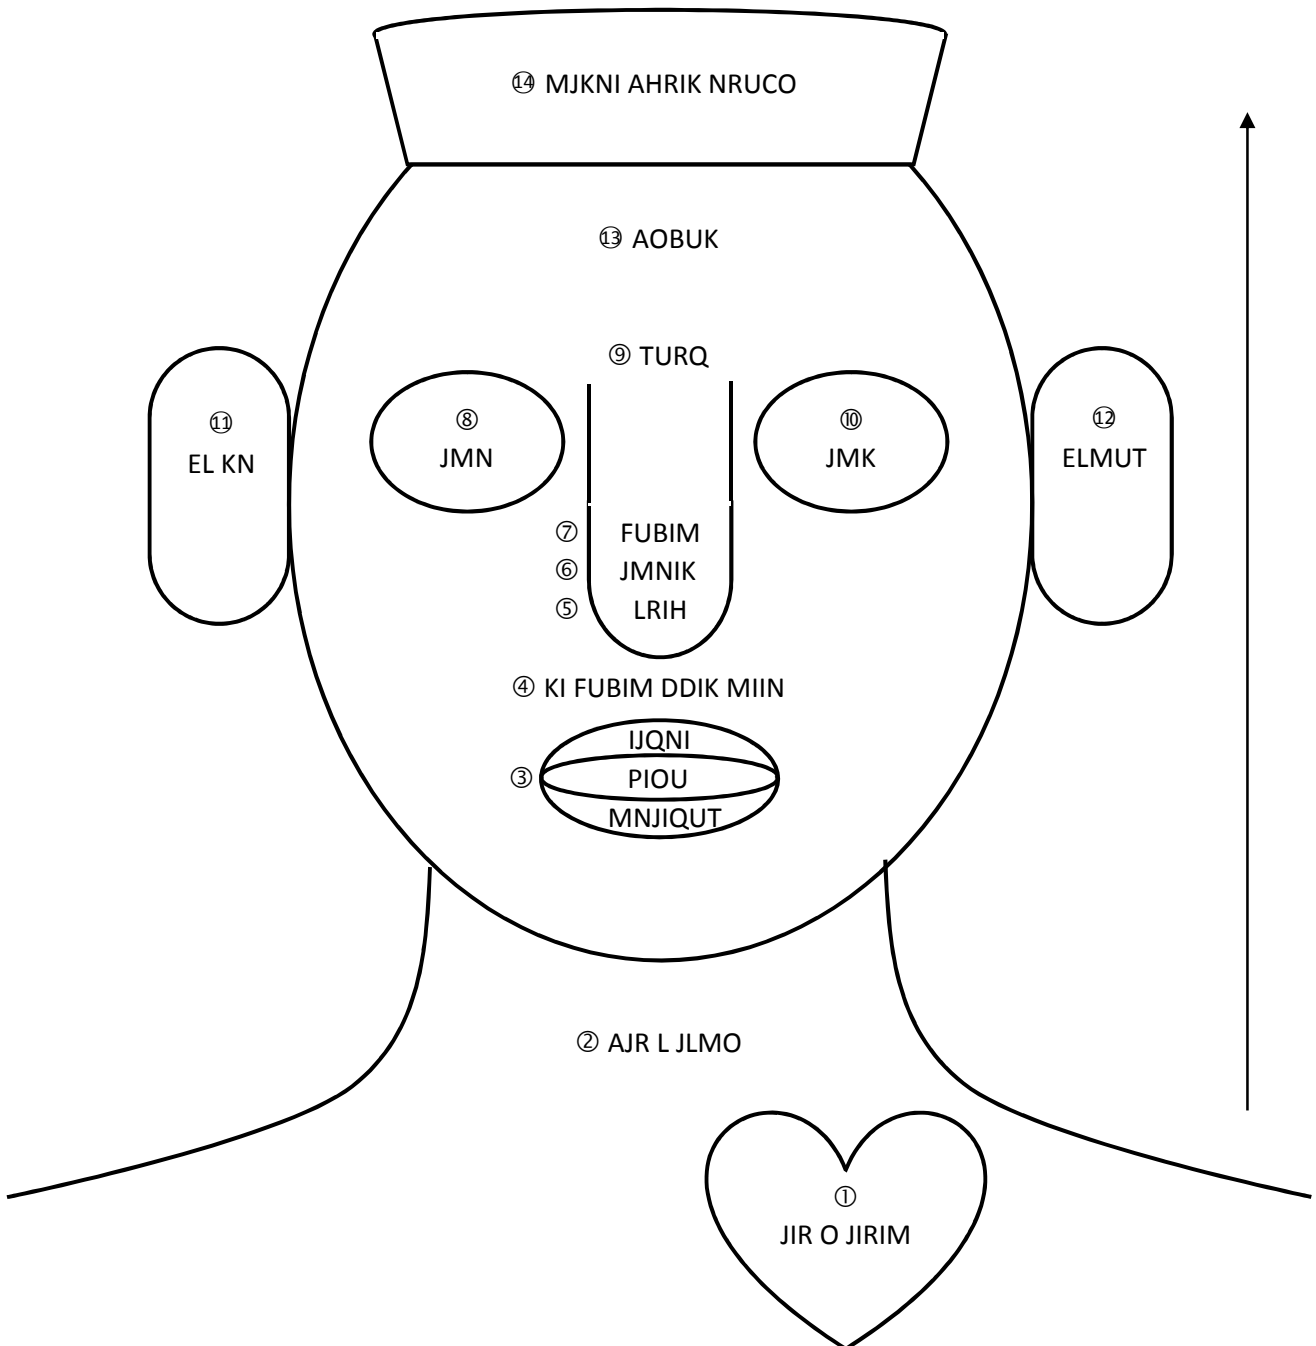 ⑭ MJKNI AHRIK NRUCO
⑬ AOBUK
⑨ TURQ
⑪
EL KN
⑧
JMN
⑩
JMK
⑫
ELMUT
⑦ FUBIM
⑥ JMNIK
⑤ LRIH
④ KI FUBIM DDIK MIIN
IJQNI
③ PIOU
MNJIQUT
② AJR L JLMO
①
JIR O JIRIM